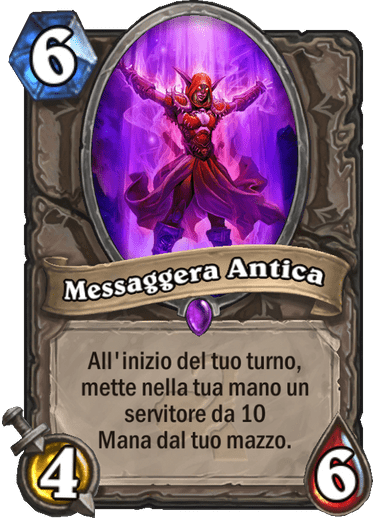 6
Messaggera Antica
All'inizio del tuo turno,
mette nella tua mano un
servitore da 10
Mana dal tuo mazzo.
4
6